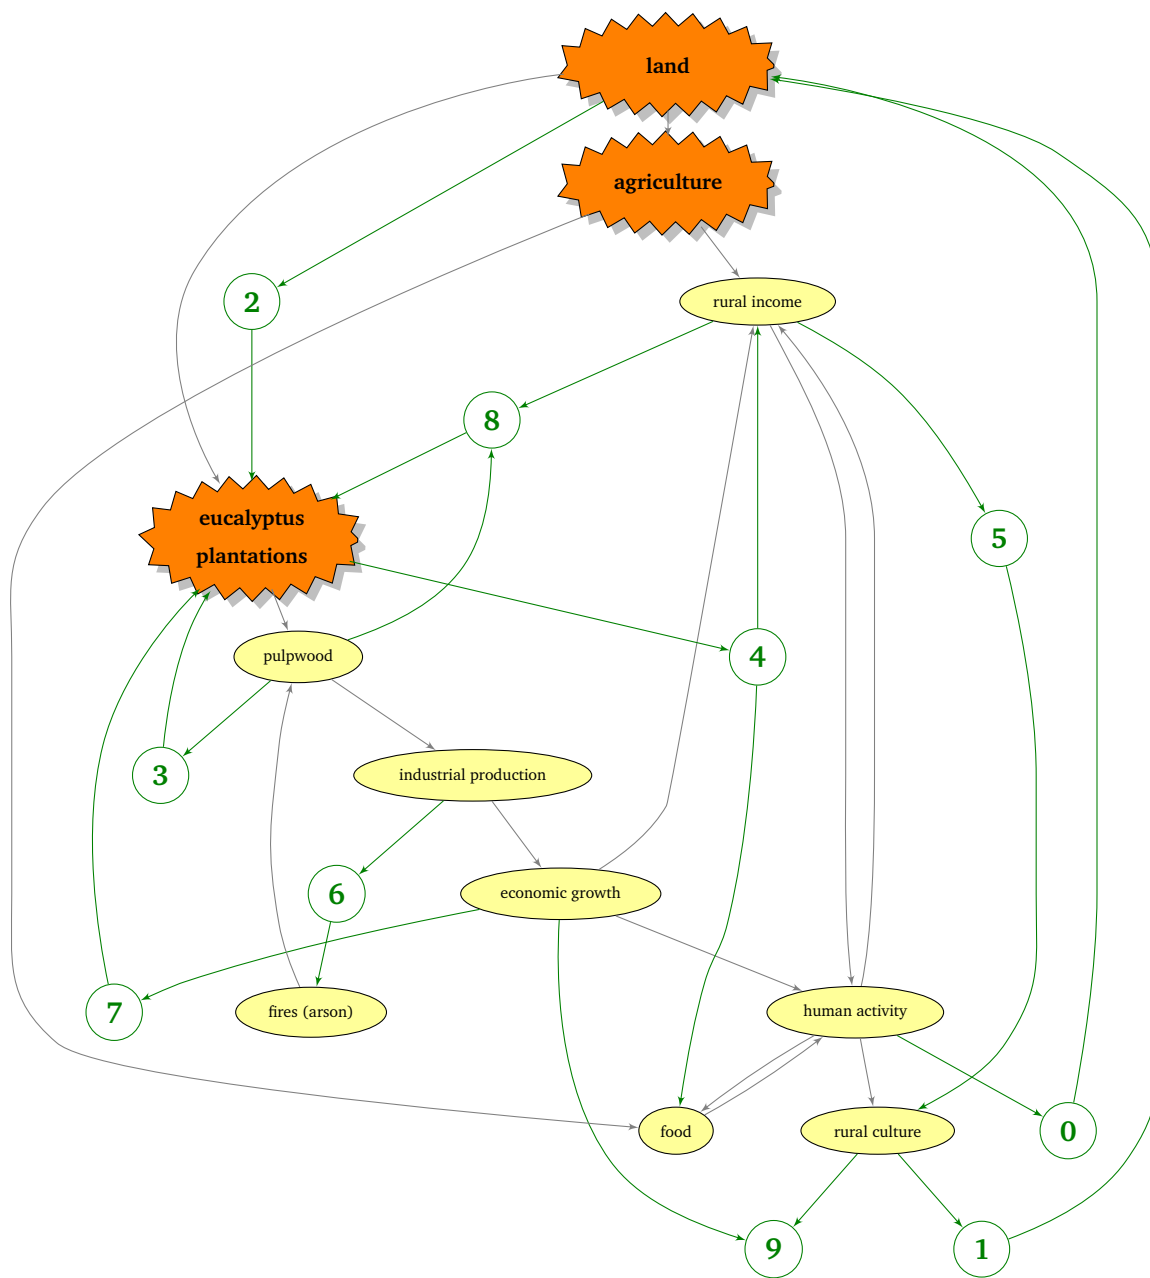 land
agriculture
2
rural income
8
eucalyptus
plantations
5
pulpwood
4
3
industrial production
6
economic growth
7
fires (arson)
human activity
food
rural culture
0
9
1